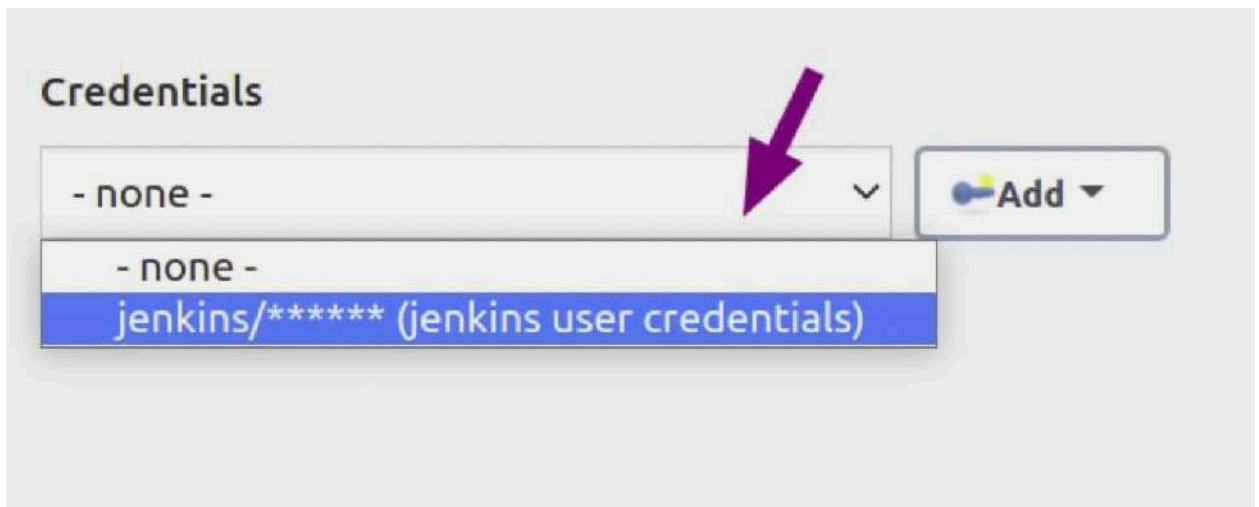 Credentials
- none -
Add
- none -
jenkins/****** (jenkins user credentials)